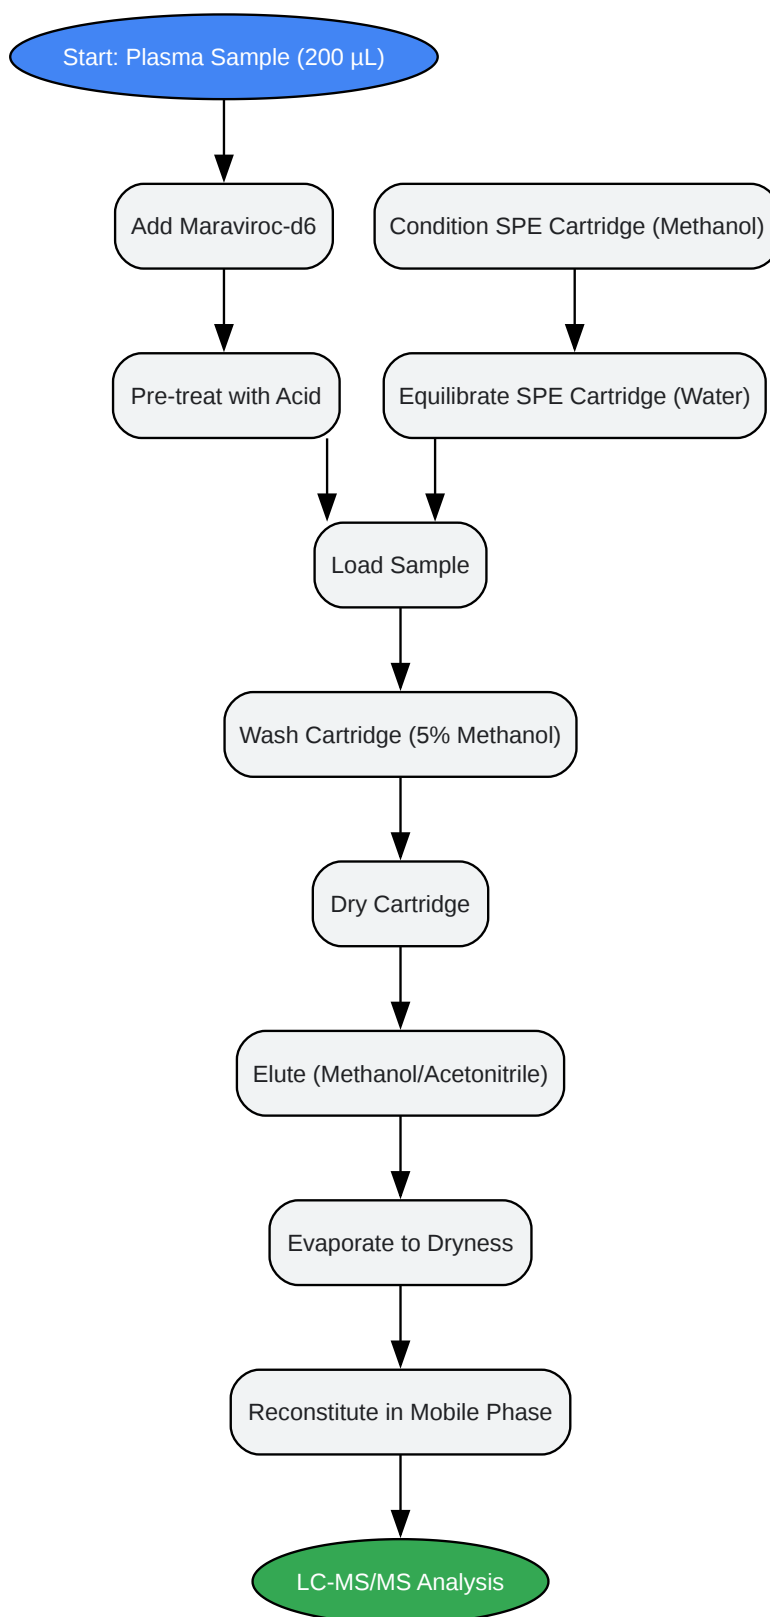 Start: Plasma Sample (200 µL)
Add Maraviroc-d6
Condition SPE Cartridge (Methanol)
Pre-treat with Acid
Equilibrate SPE Cartridge (Water)
Load Sample
Wash Cartridge (5% Methanol)
Dry Cartridge
Elute (Methanol/Acetonitrile)
Evaporate to Dryness
Reconstitute in Mobile Phase
LC-MS/MS Analysis